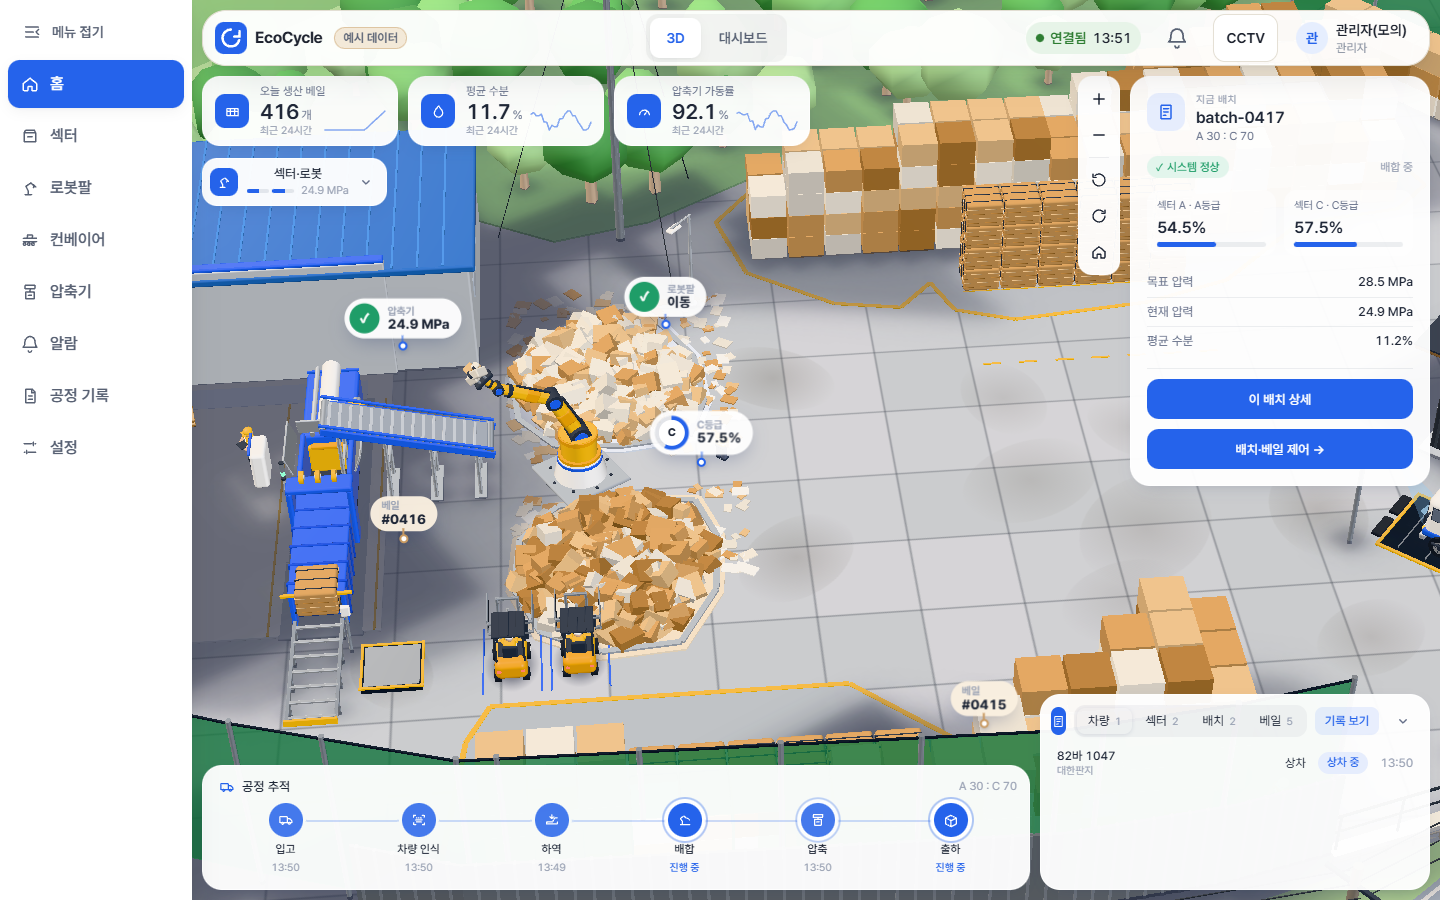 메뉴 접기
홈
섹터
로봇팔
컨베이어
압축기
알람
공정 기록
설정
EcoCycle
예시 데이터
3D
대시보드
연결됨 13:51
CCTV
관
관리자(모의)
관리자
오늘 생산 베일
416개
최근 24시간
평균 수분
11.7%
최근 24시간
압축기 가동률
92.1%
최근 24시간
섹터·로봇
24.9 MPa
지금 배치
batch-0417
A 30 : C 70
✓ 시스템 정상
배합 중
섹터 A · A등급
54.5%
섹터 C · C등급
57.5%
목표 압력
28.5 MPa
현재 압력
24.9 MPa
평균 수분
11.2%
이 배치 상세
배치·베일 제어 →
압축기
24.9 MPa
로봇팔
이동
C
C등급
57.5%
베일
#0416
베일
#0415
공정 추적
A 30 : C 70
입고
13:50
차량 인식
13:50
하역
13:49
배합
진행 중
압축
13:50
출하
진행 중
차량 1
섹터 2
배치 2
베일 5
기록 보기
82바 1047
대한판지
상차
상차 중
13:50